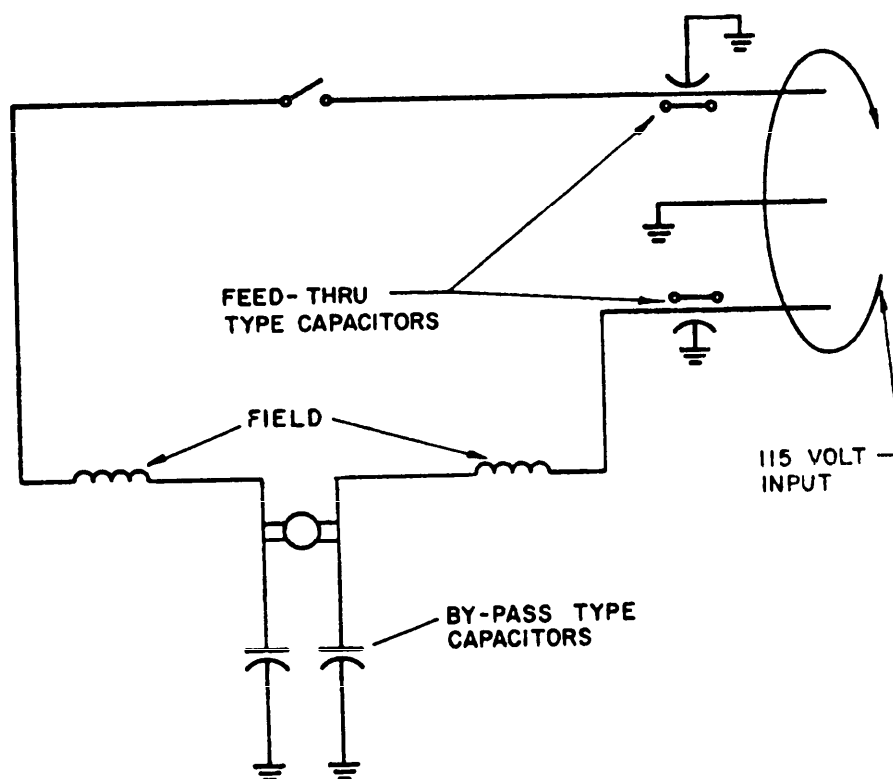 FEED-THRU
TYPE CAPACITORS
FIELD
115 VOLT
INPUT
BY-PASS TYPE
CAPACITORS